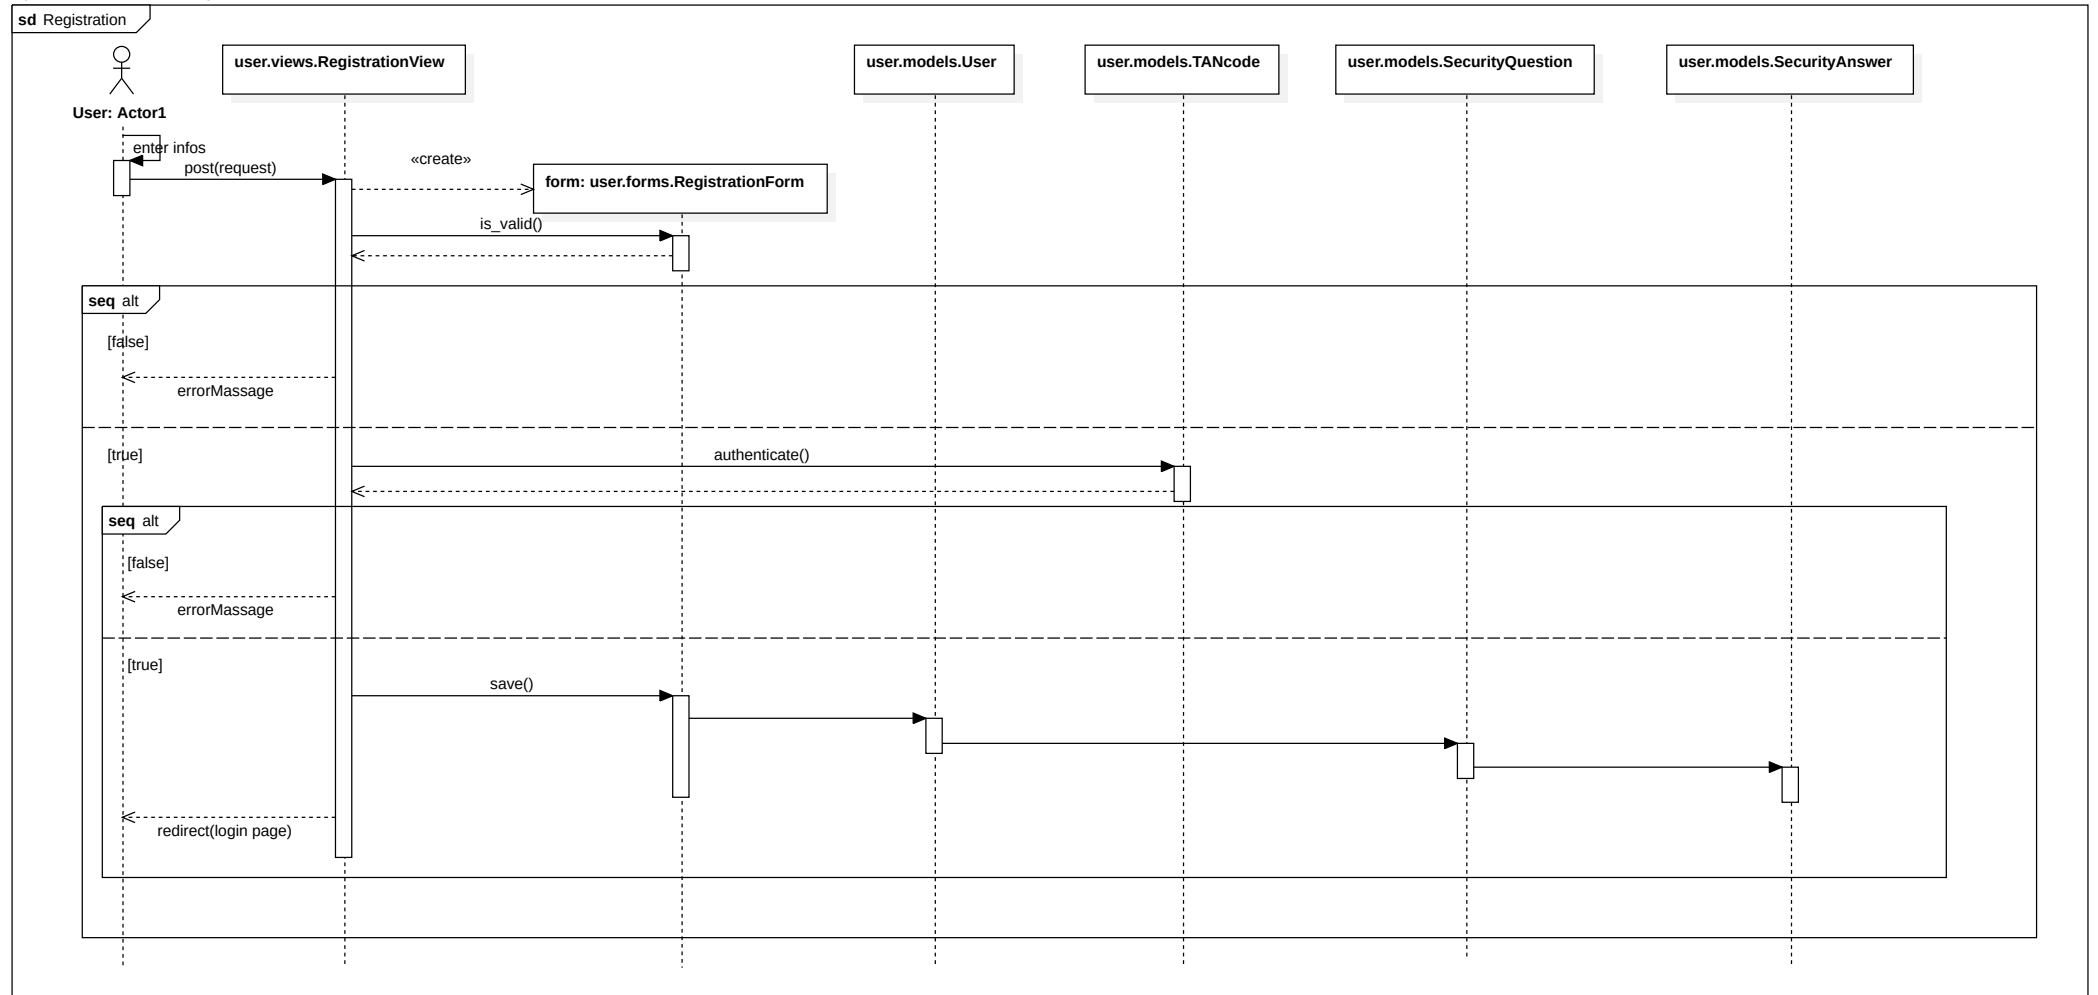 sd Registration
user.views.RegistrationView
user.models.User
user.models.TANcode
user.models.SecurityQuestion
user.models.SecurityAnswer
User: Actor1
enter infos
post(request)
«create»
form: user.forms.RegistrationForm
is_valid()
seq alt
[false]
errorMassage
[true]
authenticate()
seq alt
[false]
errorMassage
[true]
save()
redirect(login page)